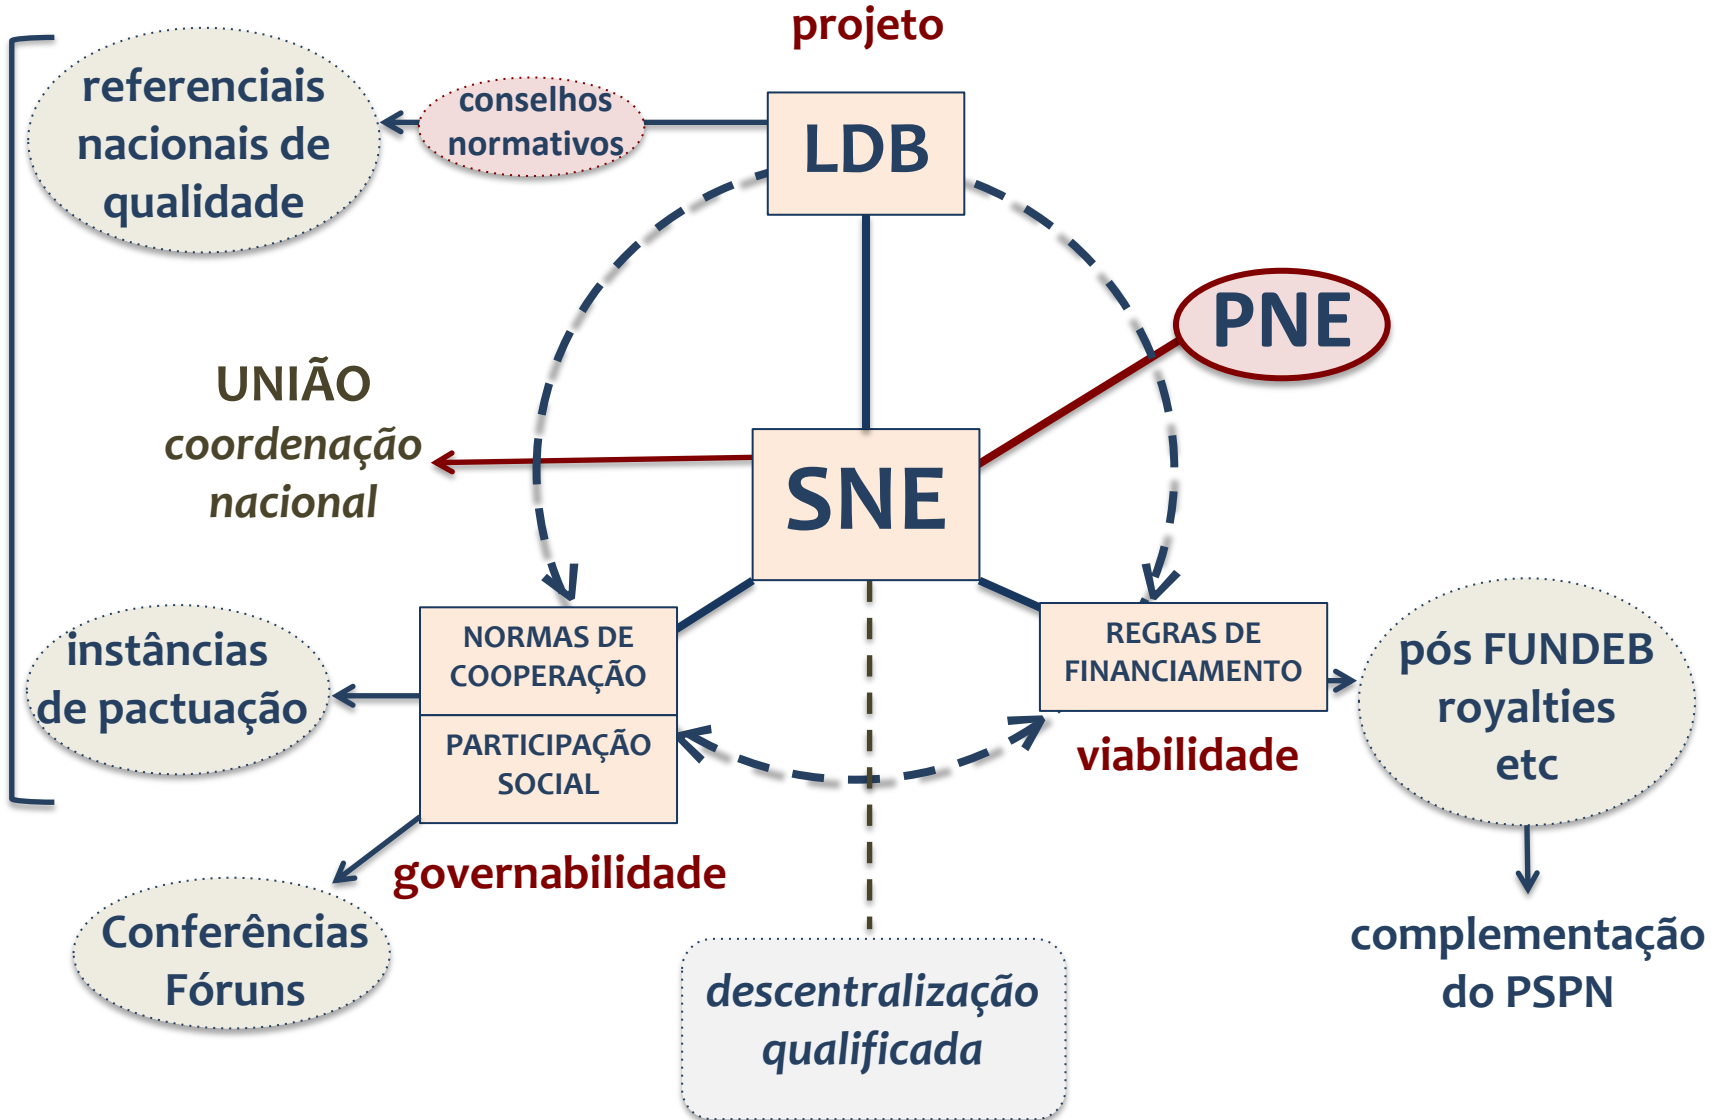 projeto
referenciais
nacionais de
qualidade
conselhos
normativos
LDB
PNE
UNIÃO
coordenação
nacional
SNE
NORMAS DE
COOPERAÇÃO
REGRAS DE
FINANCIAMENTO
instâncias
de pactuação
pós FUNDEB
royalties
etc
PARTICIPAÇÃO
SOCIAL
viabilidade
governabilidade
Conferências
Fóruns
descentralização
qualificada
complementação
do PSPN